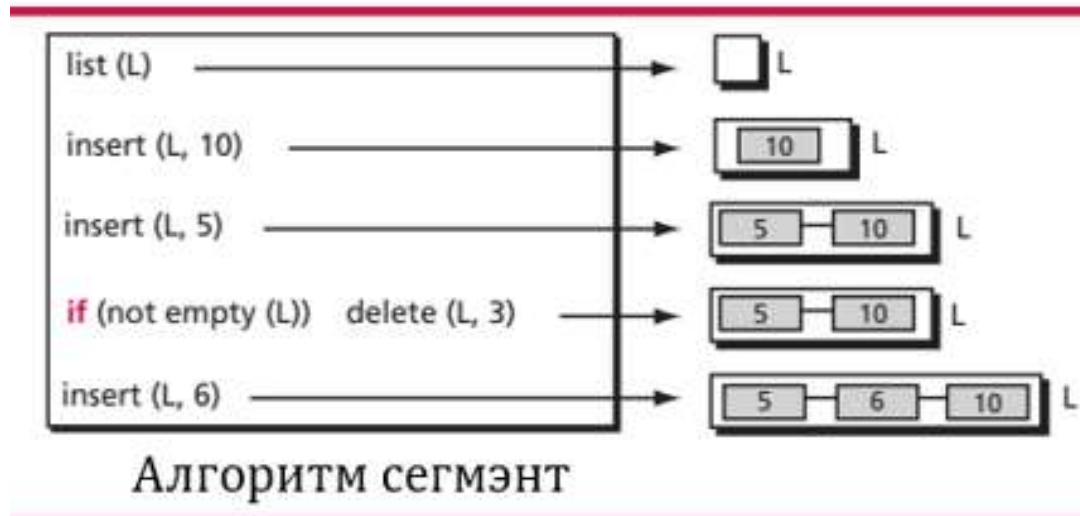 list (L) L
insert (L, 10) 10 L
insert (L, 5) 5 10 L
if (not empty (L)) delete (L, 3) 5 10 L
insert (L, 6) 5 6 10 L
Алгоритм сегмэнт